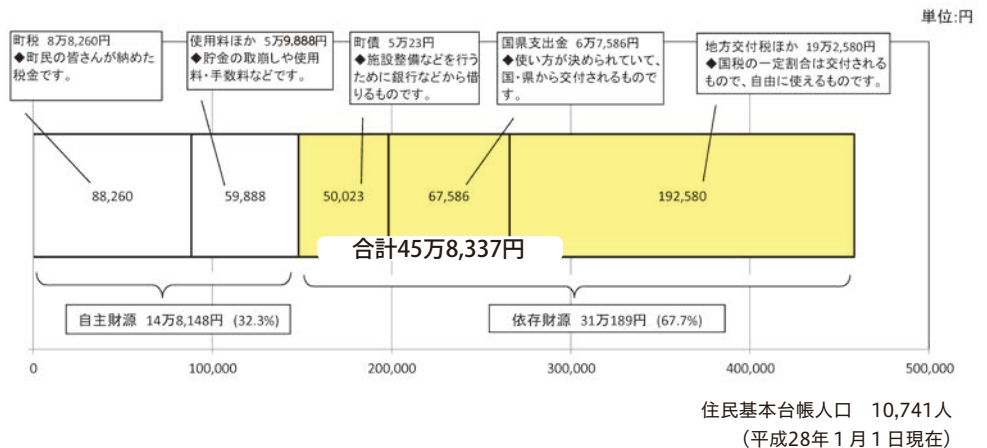 単位:円
町税 8万8,260円
◆町民の皆さんが納めた
税金です。
使用料ほか 5万9,888円
◆貯金の取崩しや使用
料・手数料などです。
町債 5万23円
◆施設整備などを行う
ために銀行などから借
りるものです。
国県支出金 6万7,586円
◆使い方が決められていて、
国・県から交付されるもので
す。
地方交付税ほか 19万2,580円
◆国税の一定割合は交付される
もので、自由に使えるものです。
88,260
59,888
50,023
67,586
192,580
合計45万8,337円
自主財源 14万8,148円 (32.3%)
依存財源 31万189円 (67.7%)
0
100,000
200,000
300,000
400,000
500,000
住民基本台帳人口 10,741人
(平成28年1月1日現在)